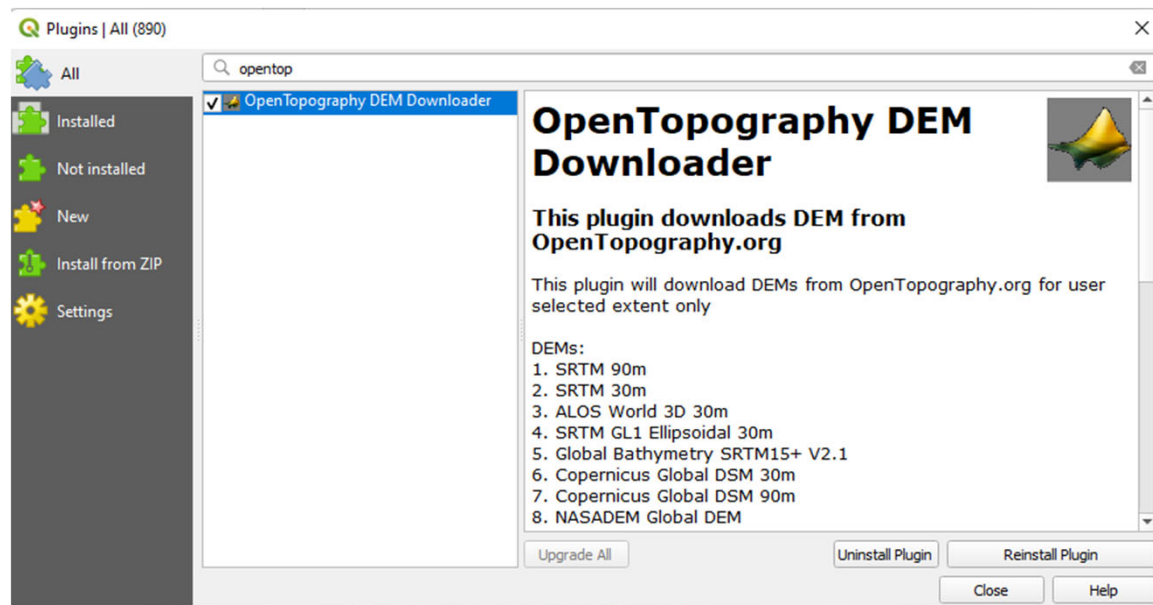 Plugins | All (890)
opentop
All
Installed
Not installed
New
Install from ZIP
Settings
OpenTopography DEM Downloader
OpenTopography DEM
Downloader
This plugin downloads DEM from
OpenTopography.org
This plugin will download DEMs from OpenTopography.org for user
selected extent only
DEMs:
1. SRTM 90m
2. SRTM 30m
3. ALOS World 3D 30m
4. SRTM GL1 Ellipsoidal 30m
5. Global Bathymetry SRTM15+ V2.1
6. Copernicus Global DSM 30m
7. Copernicus Global DSM 90m
8. NASADEM Global DEM
Upgrade All
Uninstall Plugin
Reinstall Plugin
Close
Help